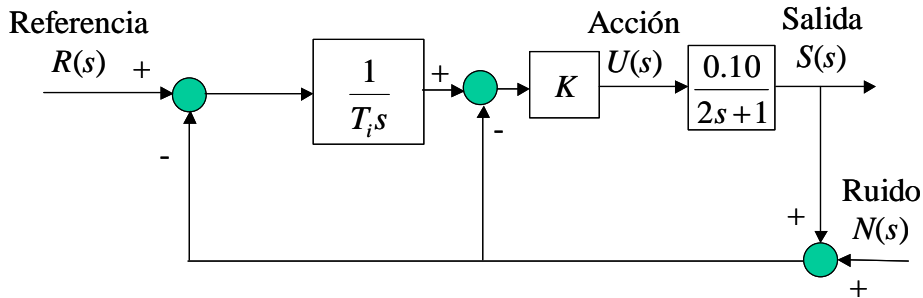 Referencia
R(s)
+
-
1
T_i s
+
-
K
Acción
U(s)
0.10
2s+1
Salida
S(s)
+
Ruido
N(s)
+